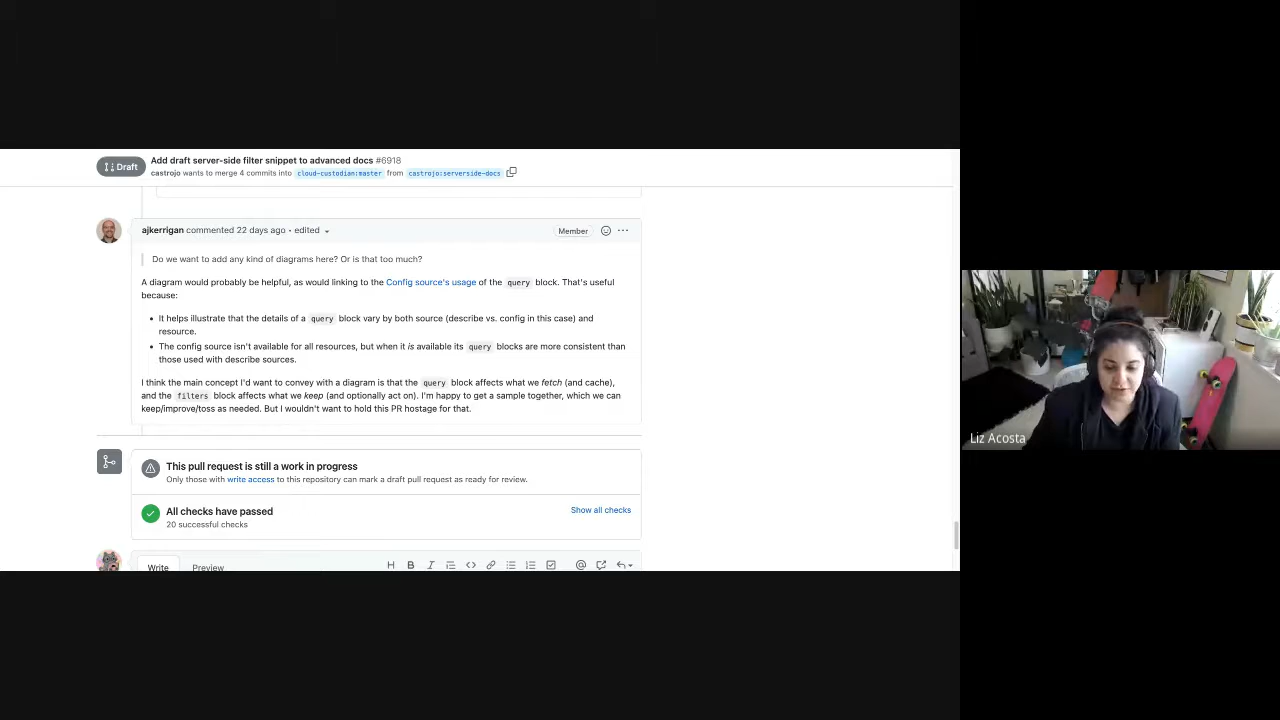 Draft
Add draft server-side filter snippet to advanced docs #6918
castrojo wants to merge 4 commits into cloud-custodian:master from castrojo:serverside-docs
ajkerrigan commented 22 days ago • edited
Member
Do we want to add any kind of diagrams here? Or is that too much?
A diagram would probably be helpful, as would linking to the Config source's usage of the query block. That's useful
because:
• It helps illustrate that the details of a query block vary by both source (describe vs. config in this case) and
resource.
• The config source isn't available for all resources, but when it is available its query blocks are more consistent than
those used with describe sources.
I think the main concept I'd want to convey with a diagram is that the query block affects what we fetch (and cache),
and the filters block affects what we keep (and optionally act on). I'm happy to get a sample together, which we can
keep/improve/toss as needed. But I wouldn't want to hold this PR hostage for that.
This pull request is still a work in progress
Only those with write access to this repository can mark a draft pull request as ready for review.
All checks have passed
Show all checks
20 successful checks
Write Preview
H B I
Liz Acosta